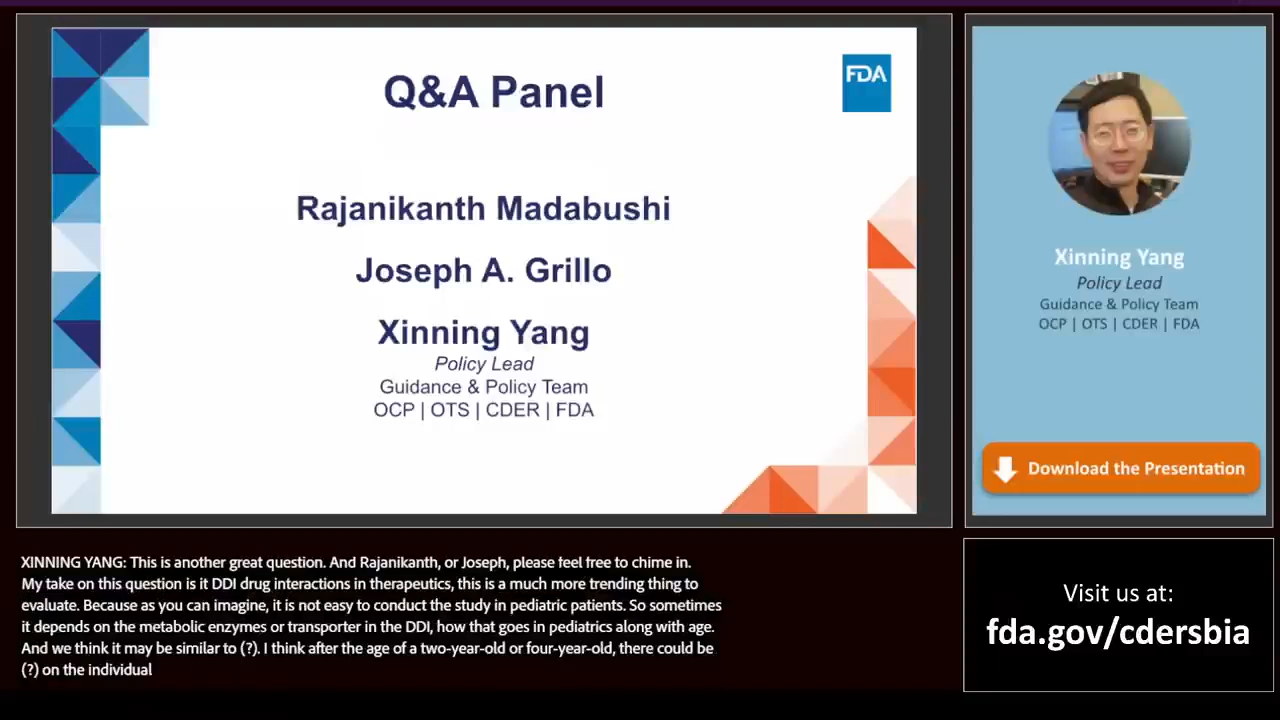 Q&A Panel
FDA
Rajanikanth Madabushi
Joseph A. Grillo
Xinning Yang
Policy Lead
Guidance & Policy Team
OCP | OTS | CDER | FDA
Xinning Yang
Policy Lead
Guidance & Policy Team
OCP | OTS | CDER | FDA
Download the Presentation
XINNING YANG: This is another great question. And Rajanikanth, or Joseph, please feel free to chime in.
My take on this question is it DDI drug interactions in therapeutics, this is a much more trending thing to
evaluate. Because as you can imagine, it is not easy to conduct the study in pediatric patients. So sometimes
it depends on the metabolic enzymes or transporter in the DDI, how that goes in pediatrics along with age.
And we think it may be similar to (?). I think after the age of a two-year-old or four-year-old, there could be
(?) on the individual
Visit us at:
fda.gov/cdersbia